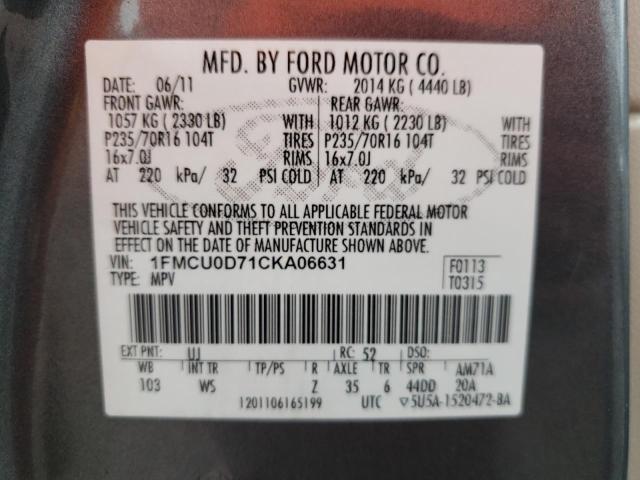 MFD. BY FORD MOTOR CO.
DATE: 06/11 GVWR: 2014 KG ( 4440 LB)
FRONT GAWR: REAR GAWR:
1057 KG ( 2330 LB) 1012 KG ( 2230 LB) WITH
P235/70R16 104T TIRES P235/70R16 104T TIRES
16x7.0J RIMS 16x7.0J RIMS
AT 220 kPa/ 32 PSI COLD AT 220 kPa/ 32 PSI COLD
THIS VEHICLE CONFORMS TO ALL APPLICABLE FEDERAL MOTOR
VEHICLE SAFETY AND THEFT PREVENTION STANDARDS IN
EFFECT ON THE DATE OF MANUFACTURE SHOWN ABOVE.
VIN: 1FMCU0D71CKA06631 F0113
TYPE: MPV T0315
EXT PNT: UJ RC: 52 DSO:
WB INT TR TP/PS R AXLE TR SPR AM71A
103 WS Z 35 6 44DD 20A
1201106165199 UTC ▽5U5A-1520472-BA